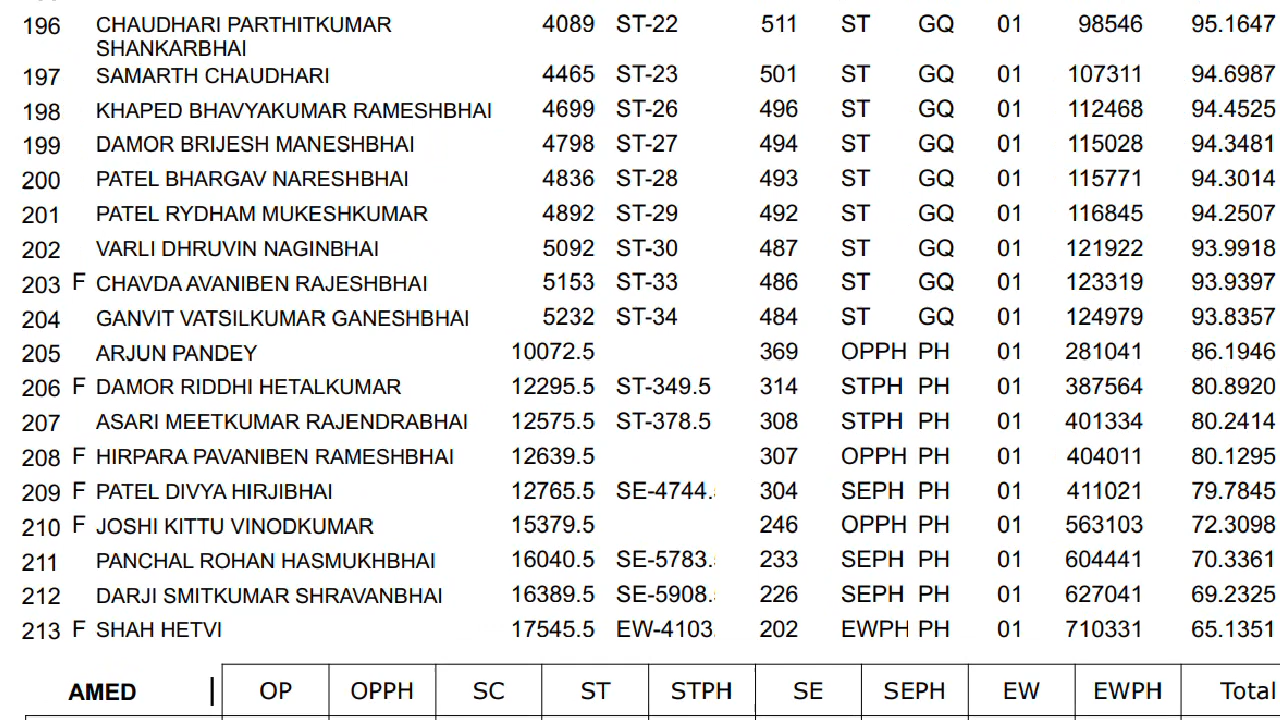 196 CHAUDHARI PARTHITKUMAR 4089 ST-22 511 ST GQ 01 98546 95.1647
SHANKARBHAI
197 SAMARTH CHAUDHARI 4465 ST-23 501 ST GQ 01 107311 94.6987
198 KHAPED BHAVYAKUMAR RAMESHBHAI 4699 ST-26 496 ST GQ 01 112468 94.4525
199 DAMOR BRIJESH MANESHBHAI 4798 ST-27 494 ST GQ 01 115028 94.3481
200 PATEL BHARGAV NARESHBHAI 4836 ST-28 493 ST GQ 01 115771 94.3014
201 PATEL RYDHAM MUKESHKUMAR 4892 ST-29 492 ST GQ 01 116845 94.2507
202 VARLI DHRUVIN NAGINBHAI 5092 ST-30 487 ST GQ 01 121922 93.9918
203 F CHAVDA AVANIBEN RAJESHBHAI 5153 ST-33 486 ST GQ 01 123319 93.9397
204 GANVIT VATSILKUMAR GANESHBHAI 5232 ST-34 484 ST GQ 01 124979 93.8357
205 ARJUN PANDEY 10072.5 369 OPPH PH 01 281041 86.1946
206 F DAMOR RIDDHI HETALKUMAR 12295.5 ST-349.5 314 STPH PH 01 387564 80.8920
207 ASARI MEETKUMAR RAJENDRABHAI 12575.5 ST-378.5 308 STPH PH 01 401334 80.2414
208 F HIRPARA PAVANIBEN RAMESHBHAI 12639.5 307 OPPH PH 01 404011 80.1295
209 F PATEL DIVYA HIRJIBHAI 12765.5 SE-4744. 304 SEPH PH 01 411021 79.7845
210 F JOSHI KITTU VINODKUMAR 15379.5 246 OPPH PH 01 563103 72.3098
211 PANCHAL ROHAN HASMUKHBHAI 16040.5 SE-5783. 233 SEPH PH 01 604441 70.3361
212 DARJI SMITKUMAR SHRAVANBHAI 16389.5 SE-5908. 226 SEPH PH 01 627041 69.2325
213 F SHAH HETVI 17545.5 EW-4103. 202 EWPH PH 01 710331 65.1351
AMED OP OPPH SC ST STPH SE SEPH EW EWPH Total